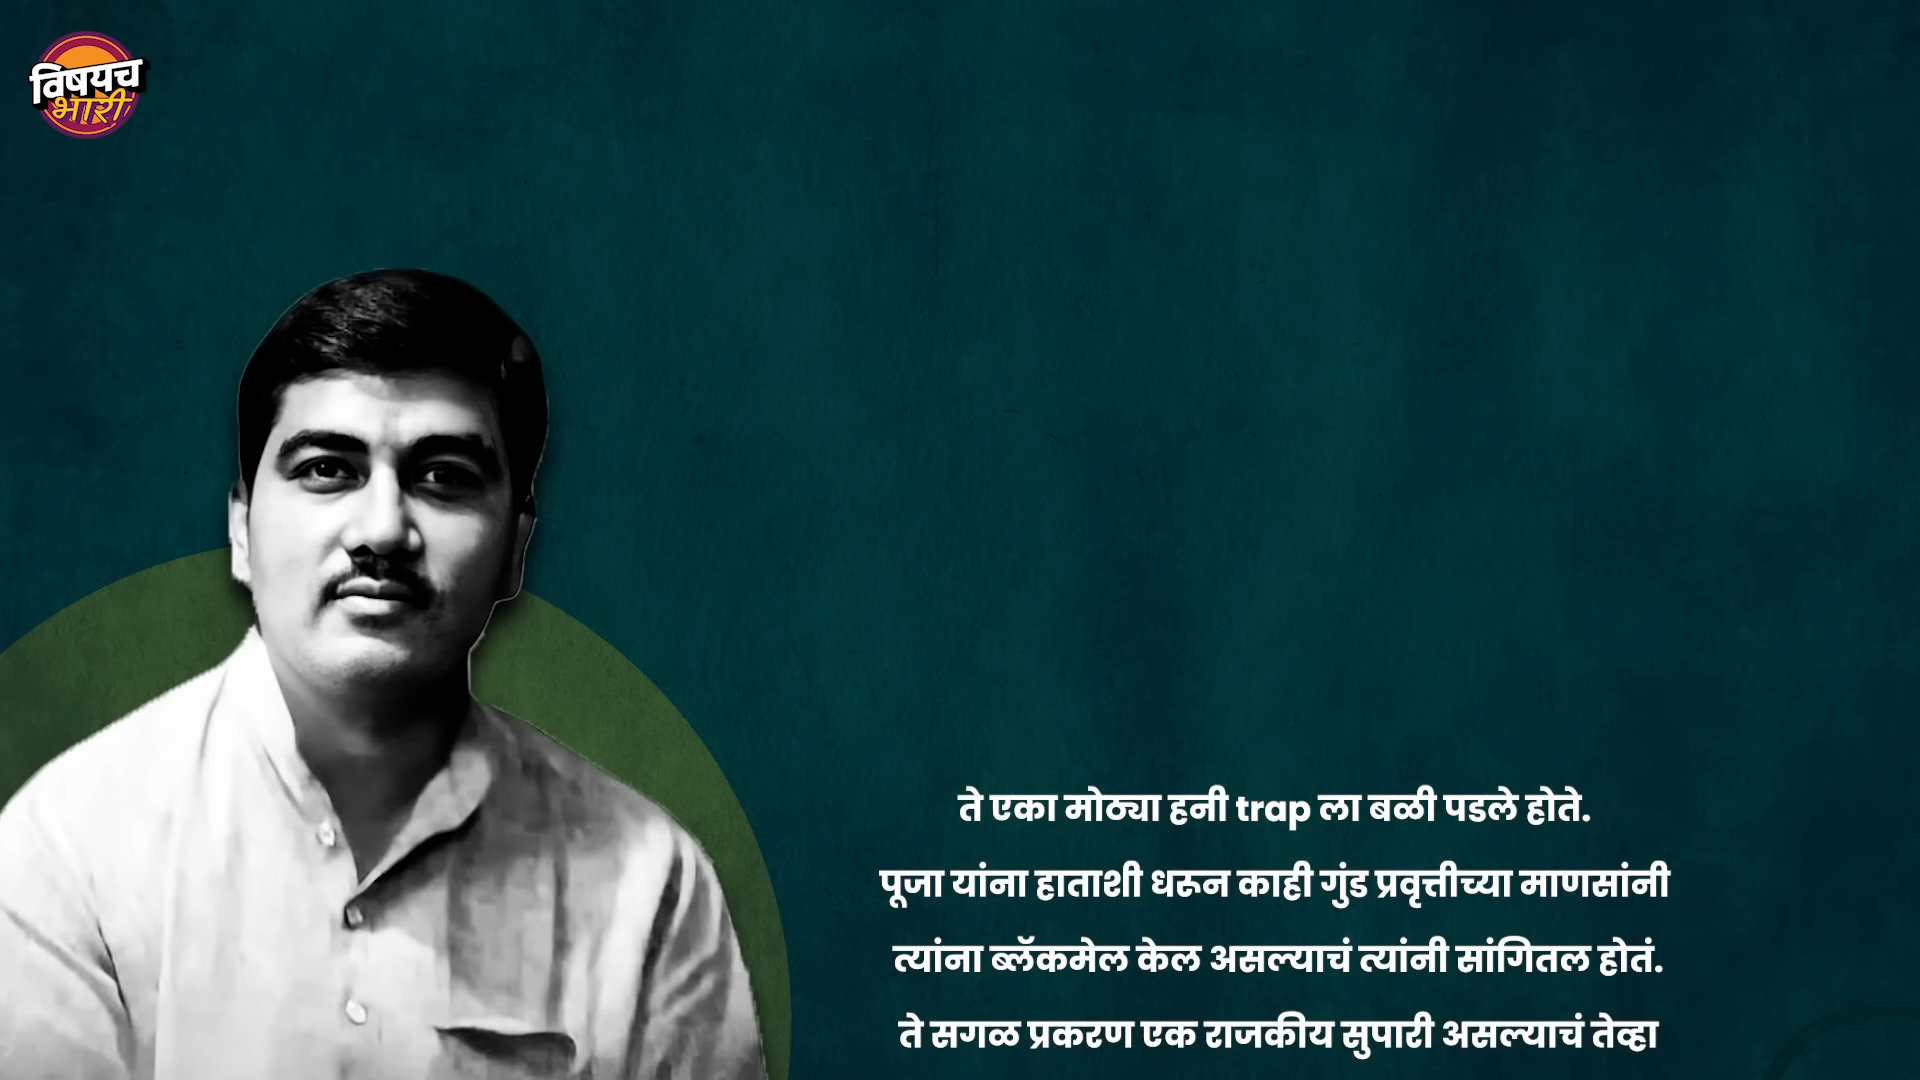 विषयच
भारी
ते एका मोठ्या हनी trap ला बळी पडले होते.
पूजा यांना हाताशी धरून काही गुंड प्रवृत्तीच्या माणसांनी
त्यांना ब्लॅकमेल केल असल्याचं त्यांनी सांगितल होतं.
ते सगळ प्रकरण एक राजकीय सुपारी असल्याचं तेव्हा